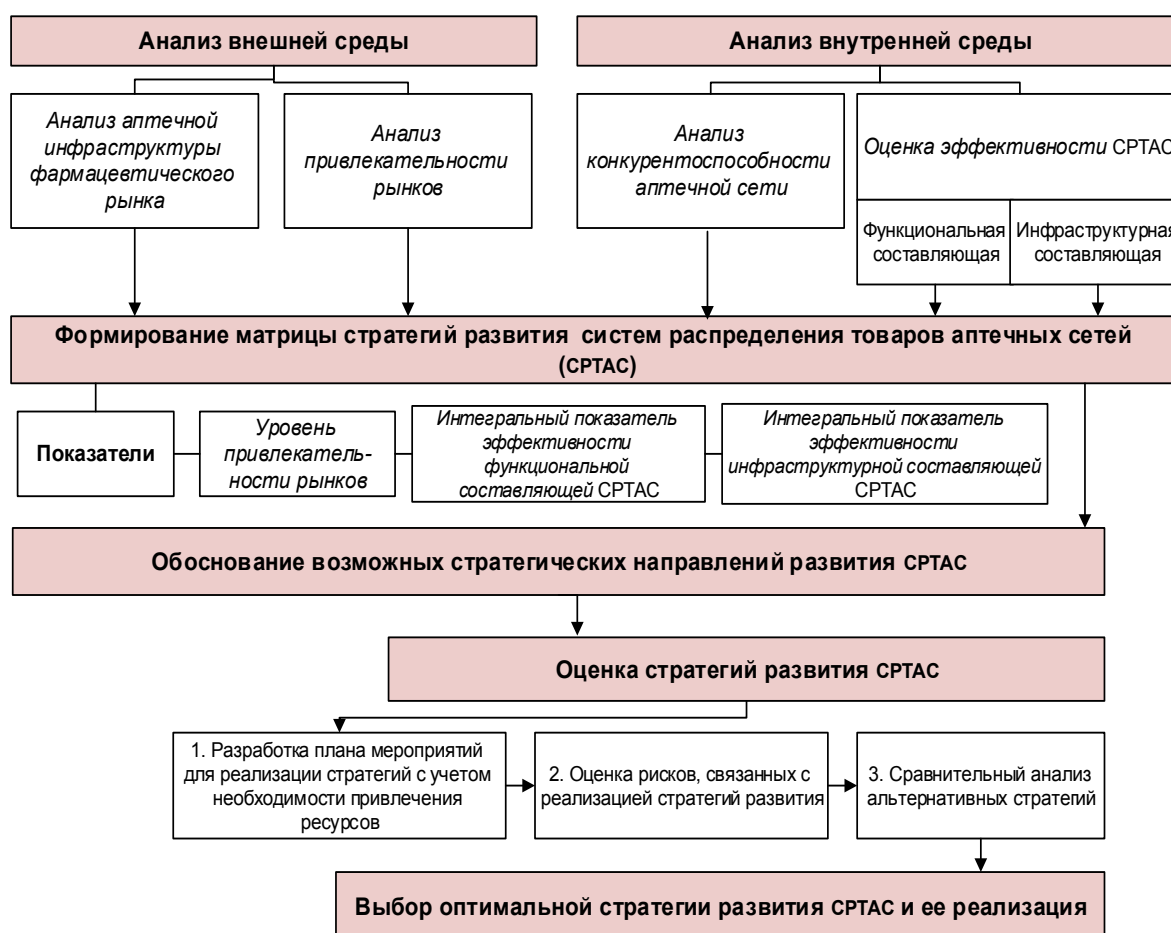 Анализ внешней среды
Анализ внутренней среды
Анализ аптечной
инфраструктуры
фармацевтического
рынка
Анализ
привлекательности
рынков
Анализ
конкурентоспособности
аптечной сети
Оценка эффективности СРТАС
Функциональная
составляющая
Инфраструктурная
составляющая
Формирование матрицы стратегий развития систем распределения товаров аптечных сетей
(СРТАС)
Показатели
Уровень
привлекатель-
ности рынков
Интегральный показатель
эффективности
функциональной
составляющей СРТАС
Интегральный показатель
эффективности
инфраструктурной составляющей
СРТАС
Обоснование возможных стратегических направлений развития СРТАС
Оценка стратегий развития СРТАС
1. Разработка плана мероприятий
для реализации стратегий с учетом
необходимости привлечения
ресурсов
2. Оценка рисков, связанных с
реализацией стратегий развития
3. Сравнительный анализ
альтернативных стратегий
Выбор оптимальной стратегии развития СРТАС и ее реализация